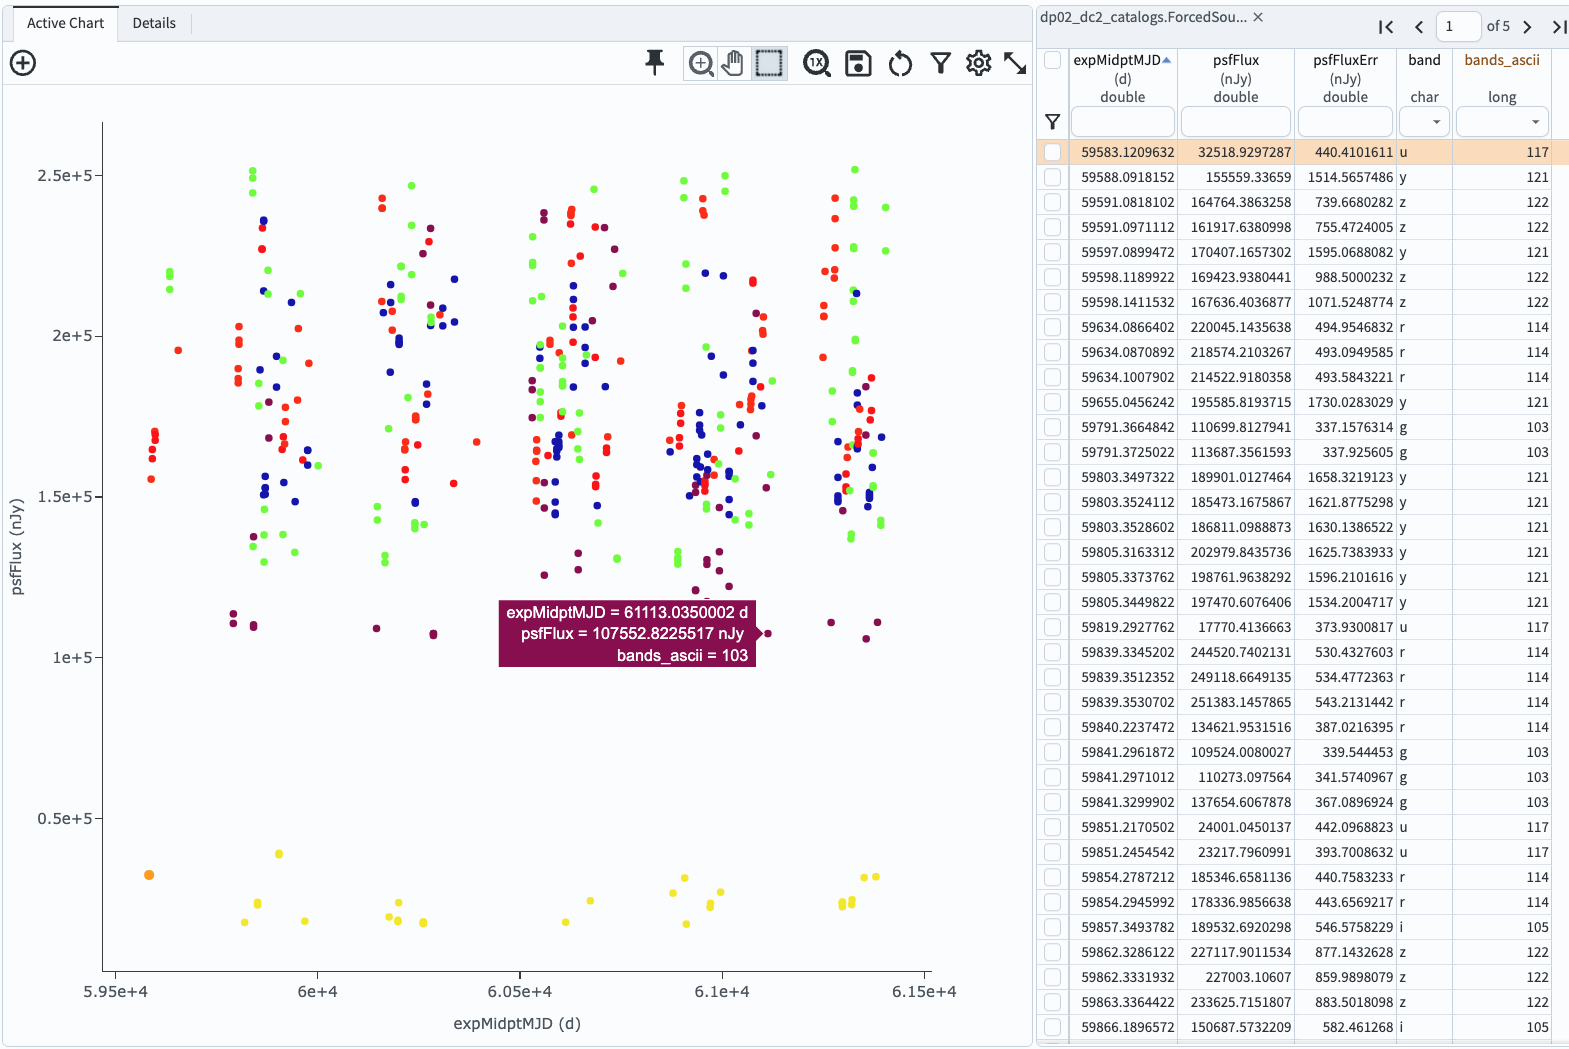 Active Chart
Details
1X
2.5e+5
2e+5
1.5e+5
1e+5
0.5e+5
psfFlux (nJy)
expMidptMJD = 61113.0350002 d
psfFlux = 107552.8225517 nJy
bands_ascii = 103
5.95e+4 6e+4 6.05e+4 6.1e+4 6.15e+4
expMidptMJD (d)
dp02_dc2_catalogs.ForcedSou... ×
1 of 5
expMidptMJD psfFlux psfFluxErr band bands_ascii
(d) (nJy) (nJy)
double double double char long
59583.1209632 32518.9297287 440.4101611 u 117
59588.0918152 155559.33659 1514.5657486 y 121
59591.0818102 164764.3863258 739.6680282 z 122
59591.0971112 161917.6380998 755.4724005 z 122
59597.0899472 170407.1657302 1595.0688082 y 121
59598.1189922 169423.9380441 988.5000232 z 122
59598.1411532 167636.4036877 1071.5248774 z 122
59634.0866402 220045.1435638 494.9546832 r 114
59634.0870892 218574.2103267 493.0949585 r 114
59634.1007902 214522.9180358 493.5843221 r 114
59655.0456242 195585.8193715 1730.0283029 y 121
59791.3664842 110699.8127941 337.1576314 g 103
59791.3725022 113687.3561593 337.925605 g 103
59803.3497322 189901.0127464 1658.3219123 y 121
59803.3524112 185473.1675867 1621.8775298 y 121
59803.3528602 186811.0988873 1630.1386522 y 121
59805.3163312 202979.8435736 1625.7383933 y 121
59805.3373762 198761.9638292 1596.2101616 y 121
59805.3449822 197470.6076406 1534.2004717 y 121
59819.2927762 17770.4136663 373.9300817 u 117
59839.3345202 244520.7402131 530.4327603 r 114
59839.3512352 249118.6649135 534.4772363 r 114
59839.3530702 251383.1457865 543.2131442 r 114
59840.2237472 134621.9531516 387.0216395 r 114
59841.2961872 109524.0080027 339.544453 g 103
59841.2971012 110273.097564 341.5740967 g 103
59841.3299902 137654.6067878 367.0896924 g 103
59851.2170502 24001.0450137 442.0968823 u 117
59851.2454542 23217.7960991 393.7008632 u 117
59854.2787212 185346.6581136 440.7583233 r 114
59854.2945992 178336.9856638 443.6569217 r 114
59857.3493782 189532.6920298 546.5758229 i 105
59862.3286122 227117.9011534 877.1432628 z 122
59862.3331932 227003.10607 859.9898079 z 122
59863.3364422 233625.7151807 883.5018098 z 122
59866.1896572 150687.5732209 582.461268 i 105